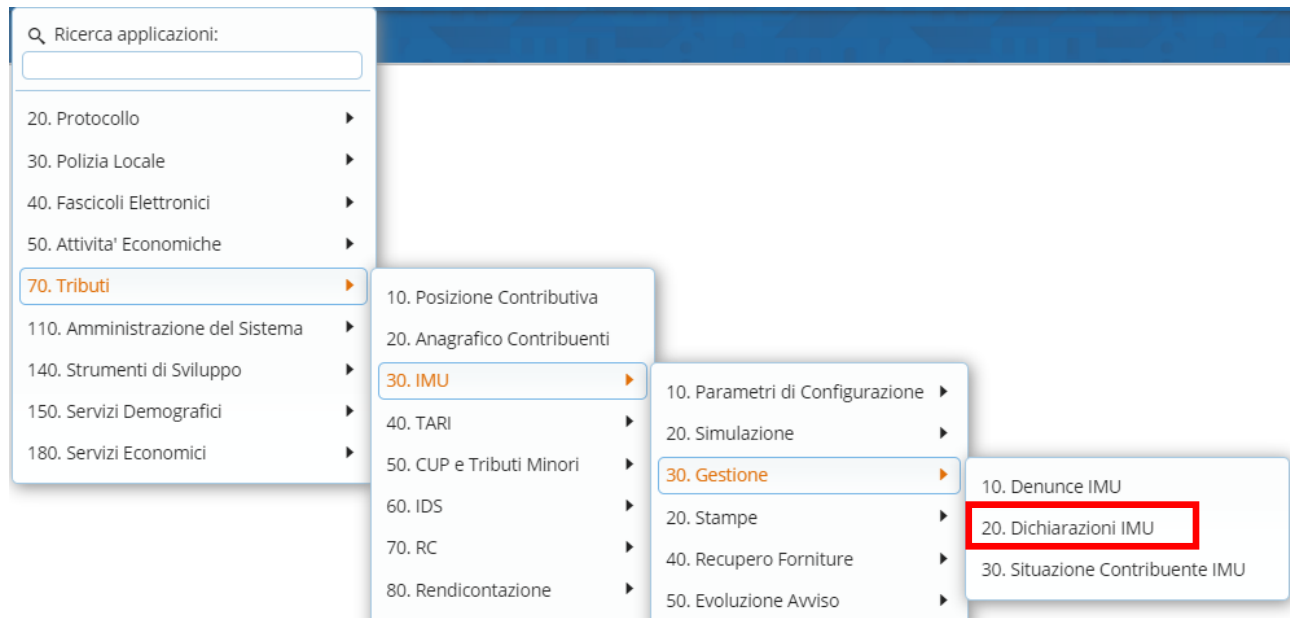 Ricerca applicazioni:
20. Protocollo
30. Polizia Locale
40. Fascicoli Elettronici
50. Attivita' Economiche
70. Tributi
110. Amministrazione del Sistema
140. Strumenti di Sviluppo
150. Servizi Demografici
180. Servizi Economici
10. Posizione Contributiva
20. Anagrafico Contribuenti
30. IMU
40. TARI
50. CUP e Tributi Minori
60. IDS
70. RC
80. Rendicontazione
10. Parametri di Configurazione
20. Simulazione
30. Gestione
20. Stampe
40. Recupero Forniture
50. Evoluzione Avviso
10. Denunce IMU
20. Dichiarazioni IMU
30. Situazione Contribuente IMU